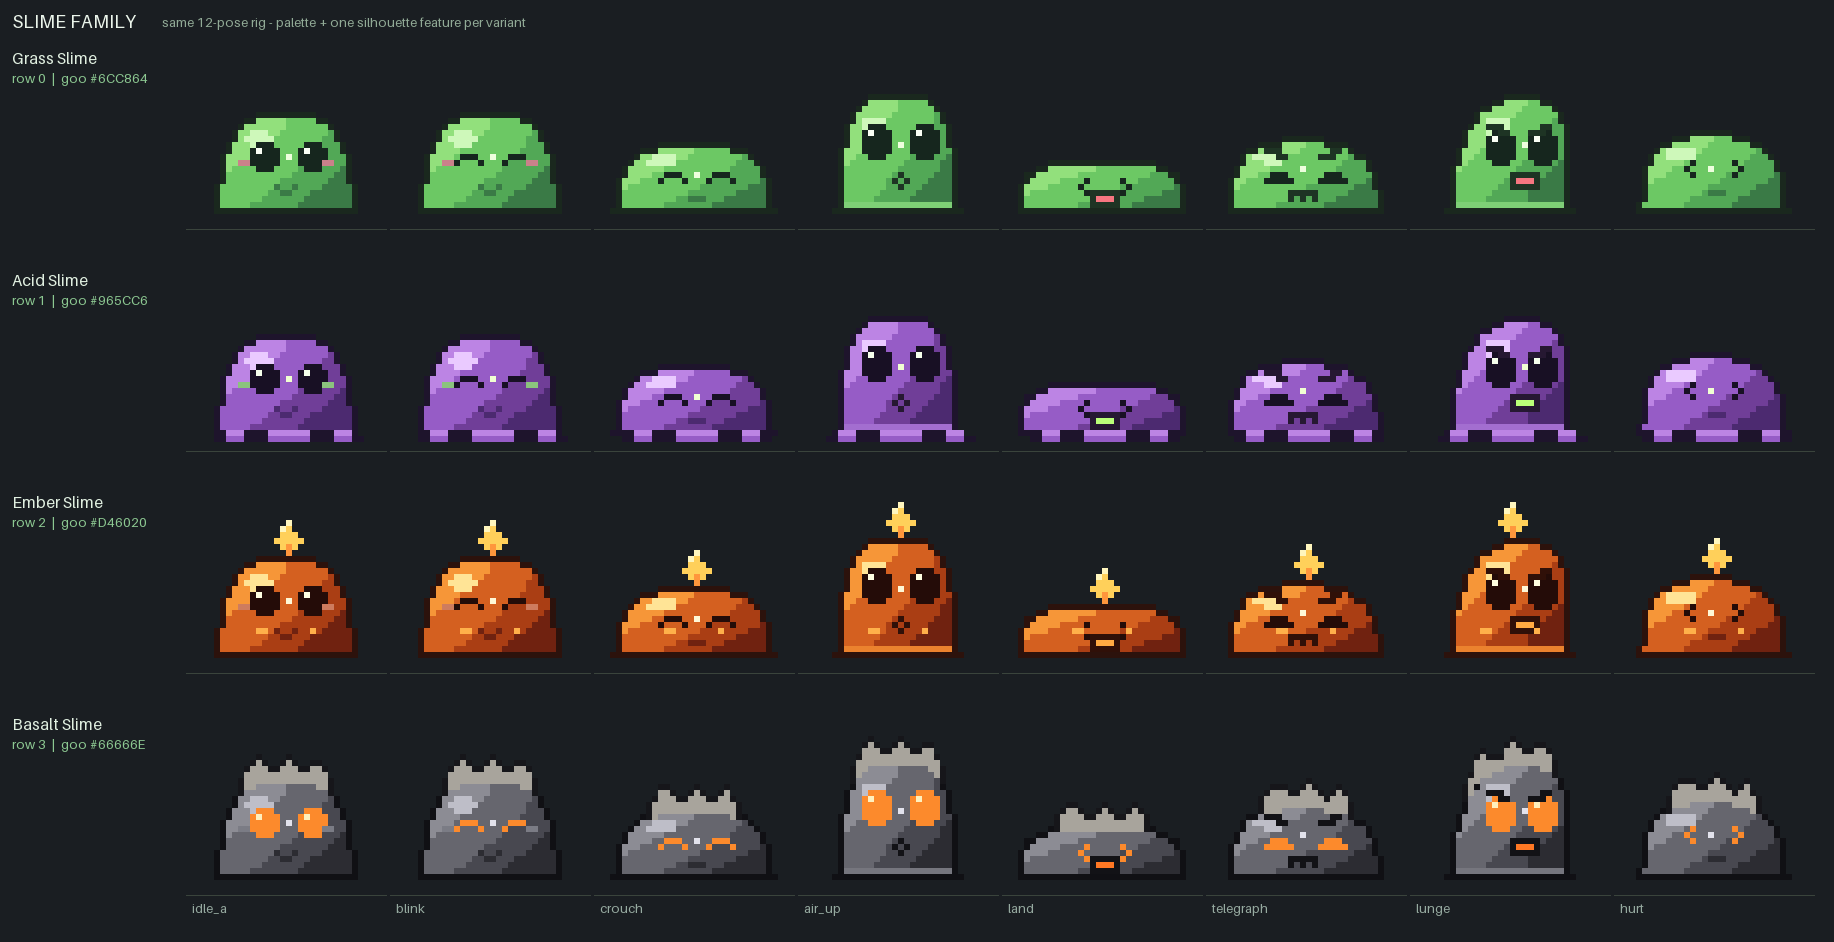 SLIME FAMILY same 12-pose rig - palette + one silhouette feature per variant
Grass Slime
row 0 | goo #6CC864
Acid Slime
row 1 | goo #965CC6
Ember Slime
row 2 | goo #D46020
Basalt Slime
row 3 | goo #66666E
idle_a blink crouch air_up land telegraph lunge hurt